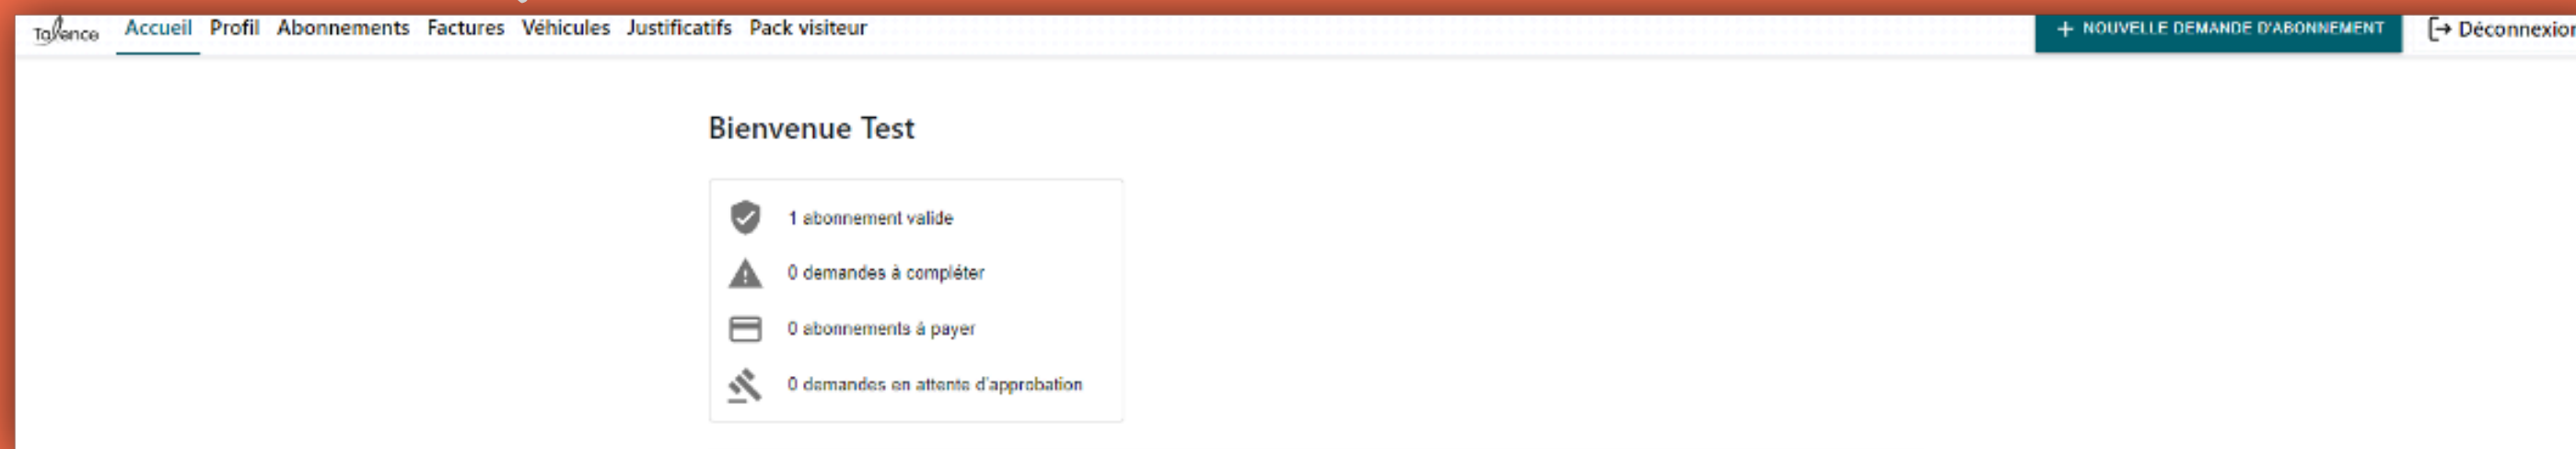 Talence Accueil Profil Abonnements Factures Véhicules Justificatifs Pack visiteur + NOUVELLE DEMANDE D'ABONNEMENT Déconnexion
Bienvenue Test
1 abonnement valide
0 demandes à compléter
0 abonnements à payer
0 demandes en attente d'approbation